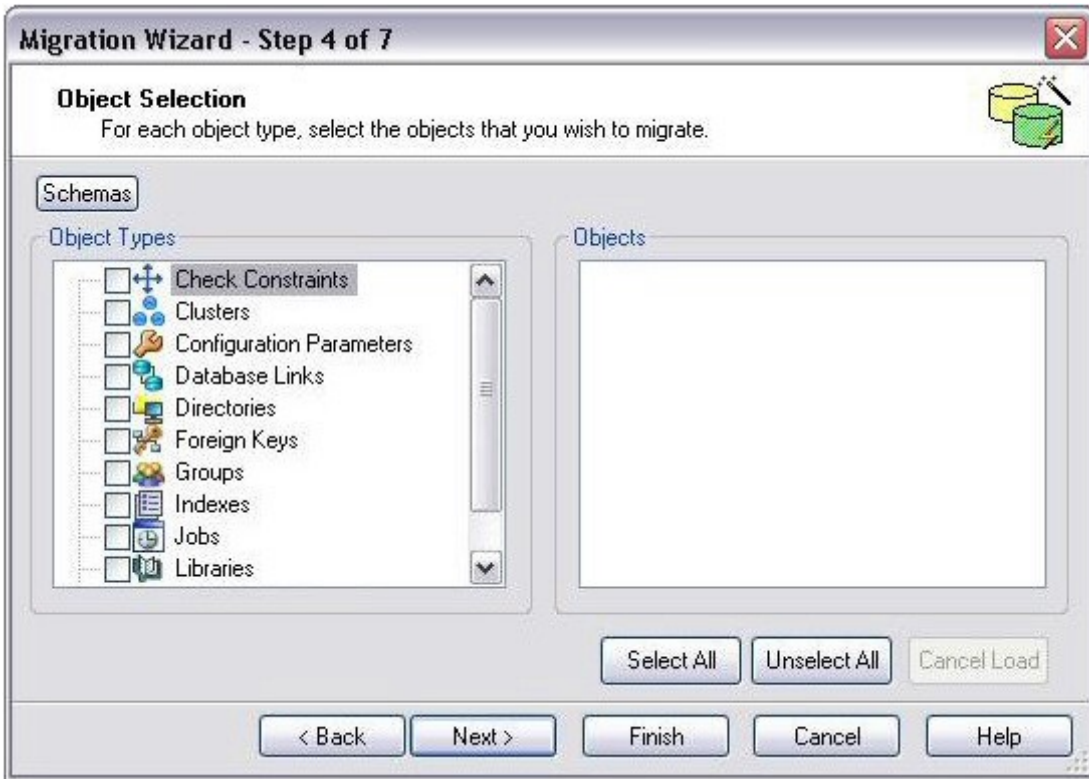 Migration Wizard - Step 4 of 7
Object Selection
For each object type, select the objects that you wish to migrate.
Schemas
Object Types
Check Constraints
Clusters
Configuration Parameters
Database Links
Directories
Foreign Keys
Groups
Indexes
Jobs
Libraries
Objects
Select All Unselect All Cancel Load
< Back Next > Finish Cancel Help